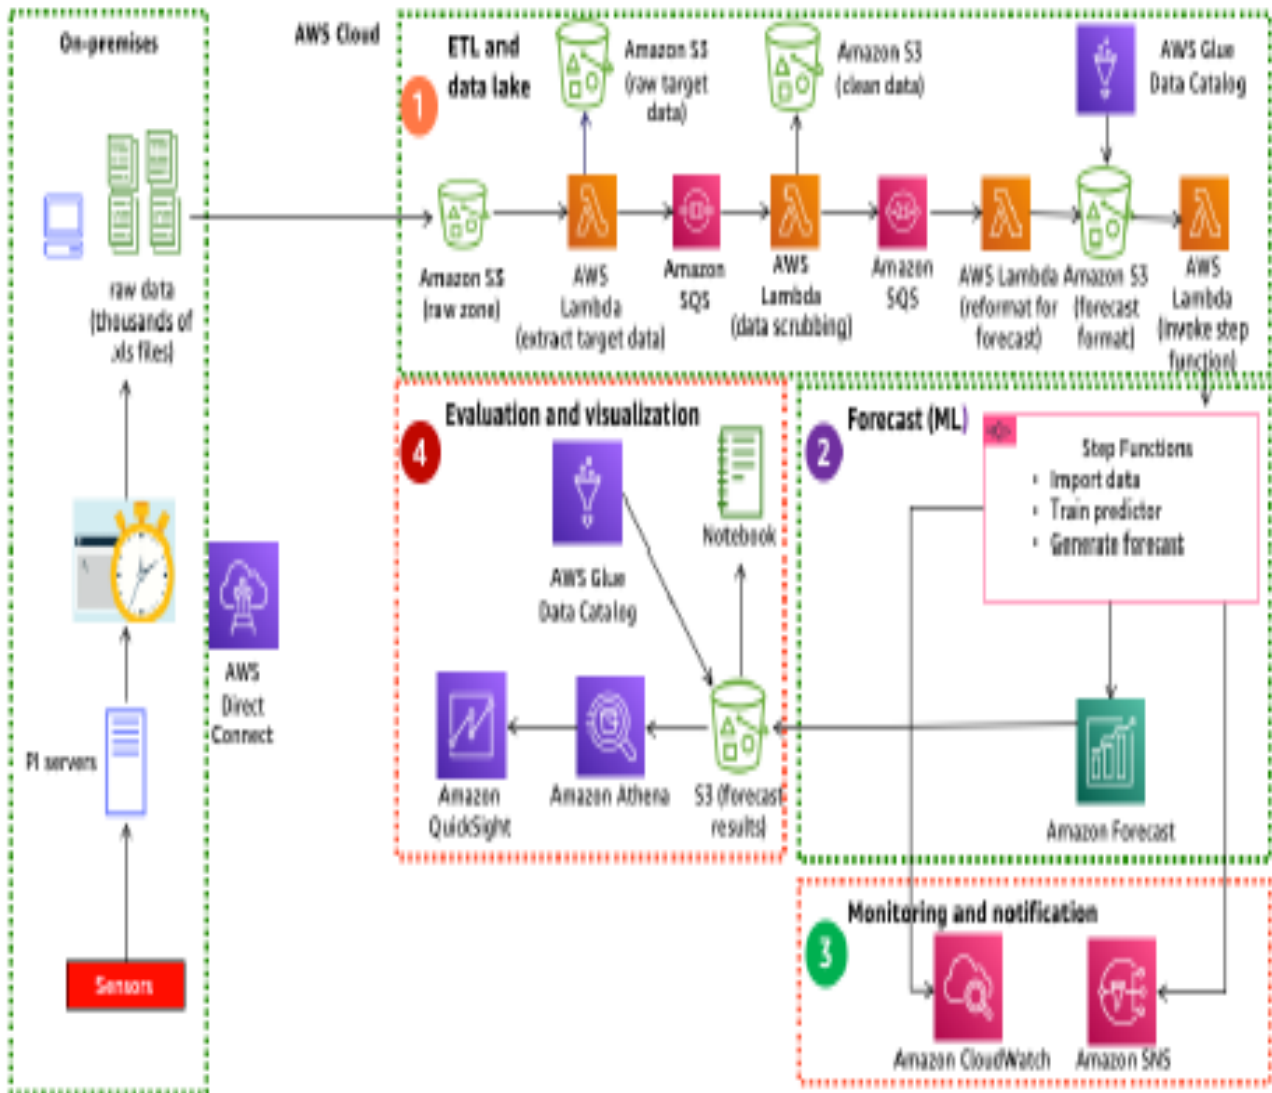 On-premises
AWS Cloud
raw data
(thousands of
.xls files)
AWS
Direct
Connect
PI servers
Sensors
1
ETL and
data lake
Amazon S3
(raw target
data)
Amazon S3
(clean data)
AWS Glue
Data Catalog
Amazon S3
(raw zone)
AWS
Lambda
(extract target data)
Amazon
SQS
AWS
Lambda
(data scrubbing)
Amazon
SQS
AWS Lambda
(reformat for
forecast)
Amazon S3
(forecast
format)
AWS
Lambda
(invoke step
function)
4
Evaluation and visualization
AWS Glue
Data Catalog
Notebook
Amazon
QuickSight
Amazon Athena
S3 (forecast
results)
2
Forecast (ML)
Step Functions
• Import data
• Train predictor
• Generate forecast
Amazon Forecast
3
Monitoring and notification
Amazon CloudWatch
Amazon SNS